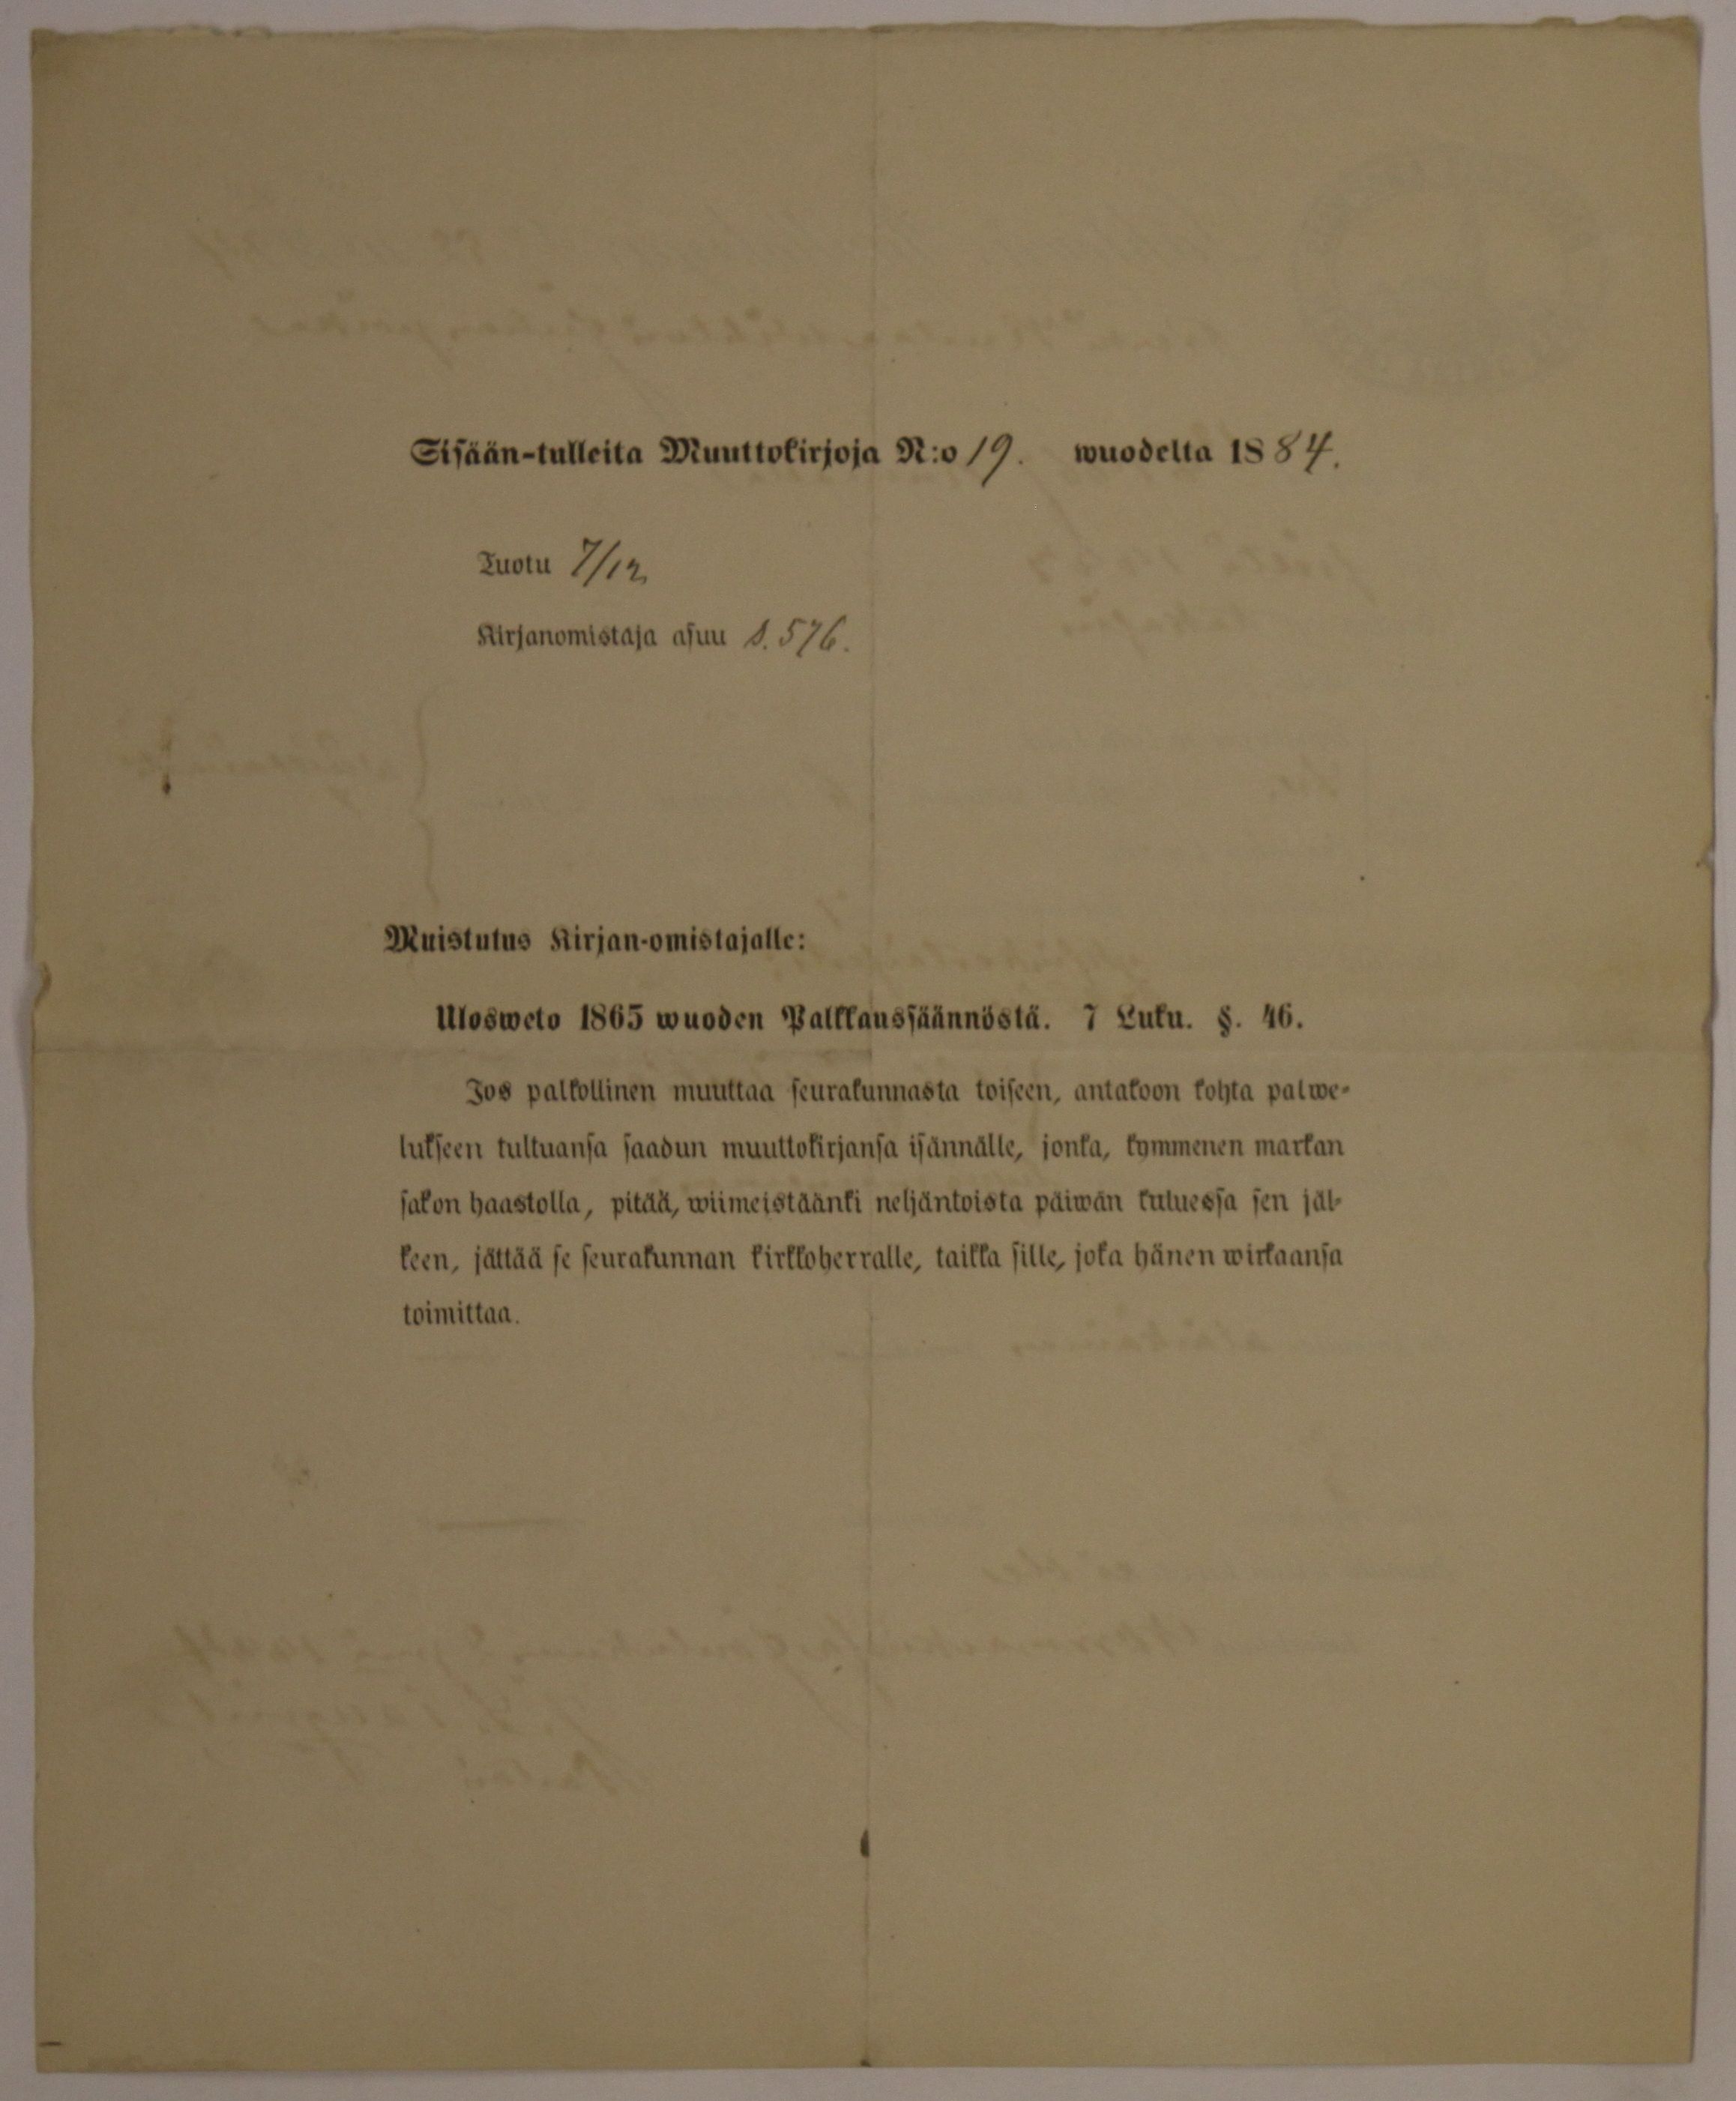 Sisään-tulleita Muuttokirjoja N:o 19. wuodelta 1884.
Tuotu 7/12
Kirjanomistaja asuu S. 576.
Muistutus Kirjan-omistajalle:
Ulosweto 1865 wuoden Palkkaussäännöstä. 7 Luku. §. 46.
Jos palkollinen muuttaa seurakunnasta toiseen, antakoon kohta palwe-
lukseen tultuansa saadun muuttokirjansa isännälle, jonka, kymmenen markan
sakon haastolla, pitää, wiimeistäänki neljäntoista päiwän kuluessa sen jäl-
keen, jättää se seurakunnan kirkkoherralle, taikka sille, joka hänen wirkaansa
toimittaa.